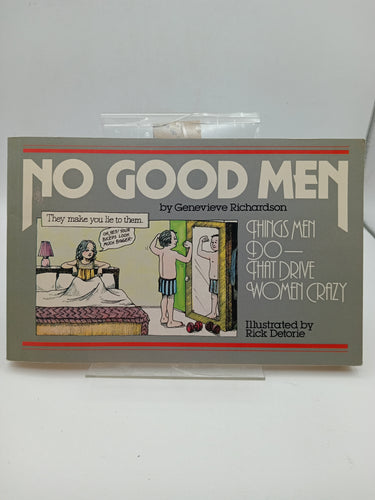 NO GOOD MEN
by Genevieve Richardson
They make you lie to them.
OH, YES! YOUR
BICEPS LOOK
MUCH BIGGER!
THINGS MEN
DO—
THAT DRIVE
WOMEN CRAZY
Illustrated by
Rick Detorie